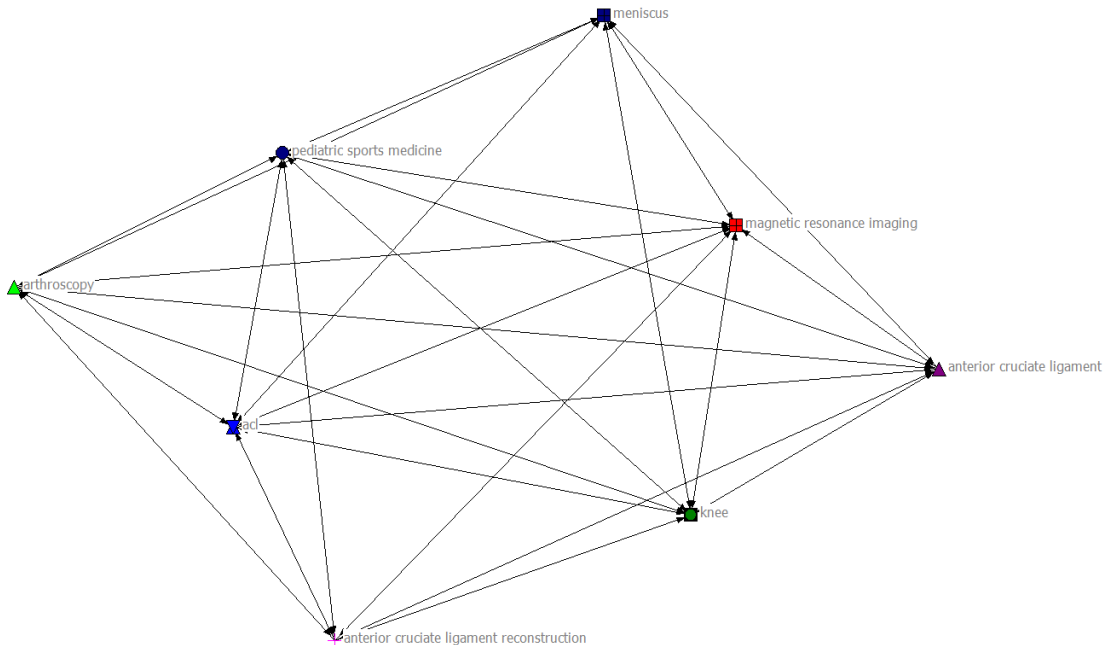 meniscus
pediatric sports medicine
magnetic resonance imaging
arthroscopy
anterior cruciate ligament
acl
knee
anterior cruciate ligament reconstruction